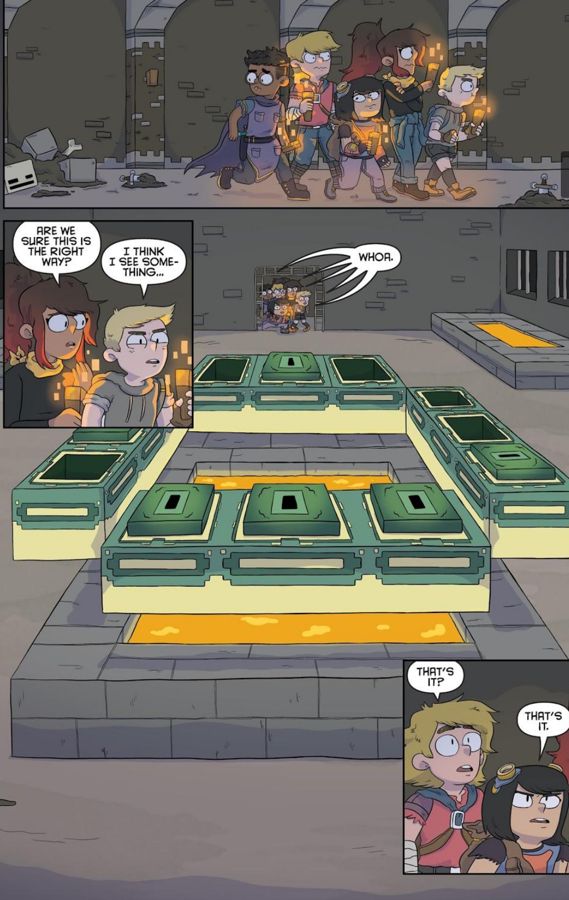 ARE WE
SURE THIS IS
THE RIGHT
WAY?
I THINK
I SEE SOME-
THING...
WHOA.
THAT'S
IT?
THAT'S
IT.